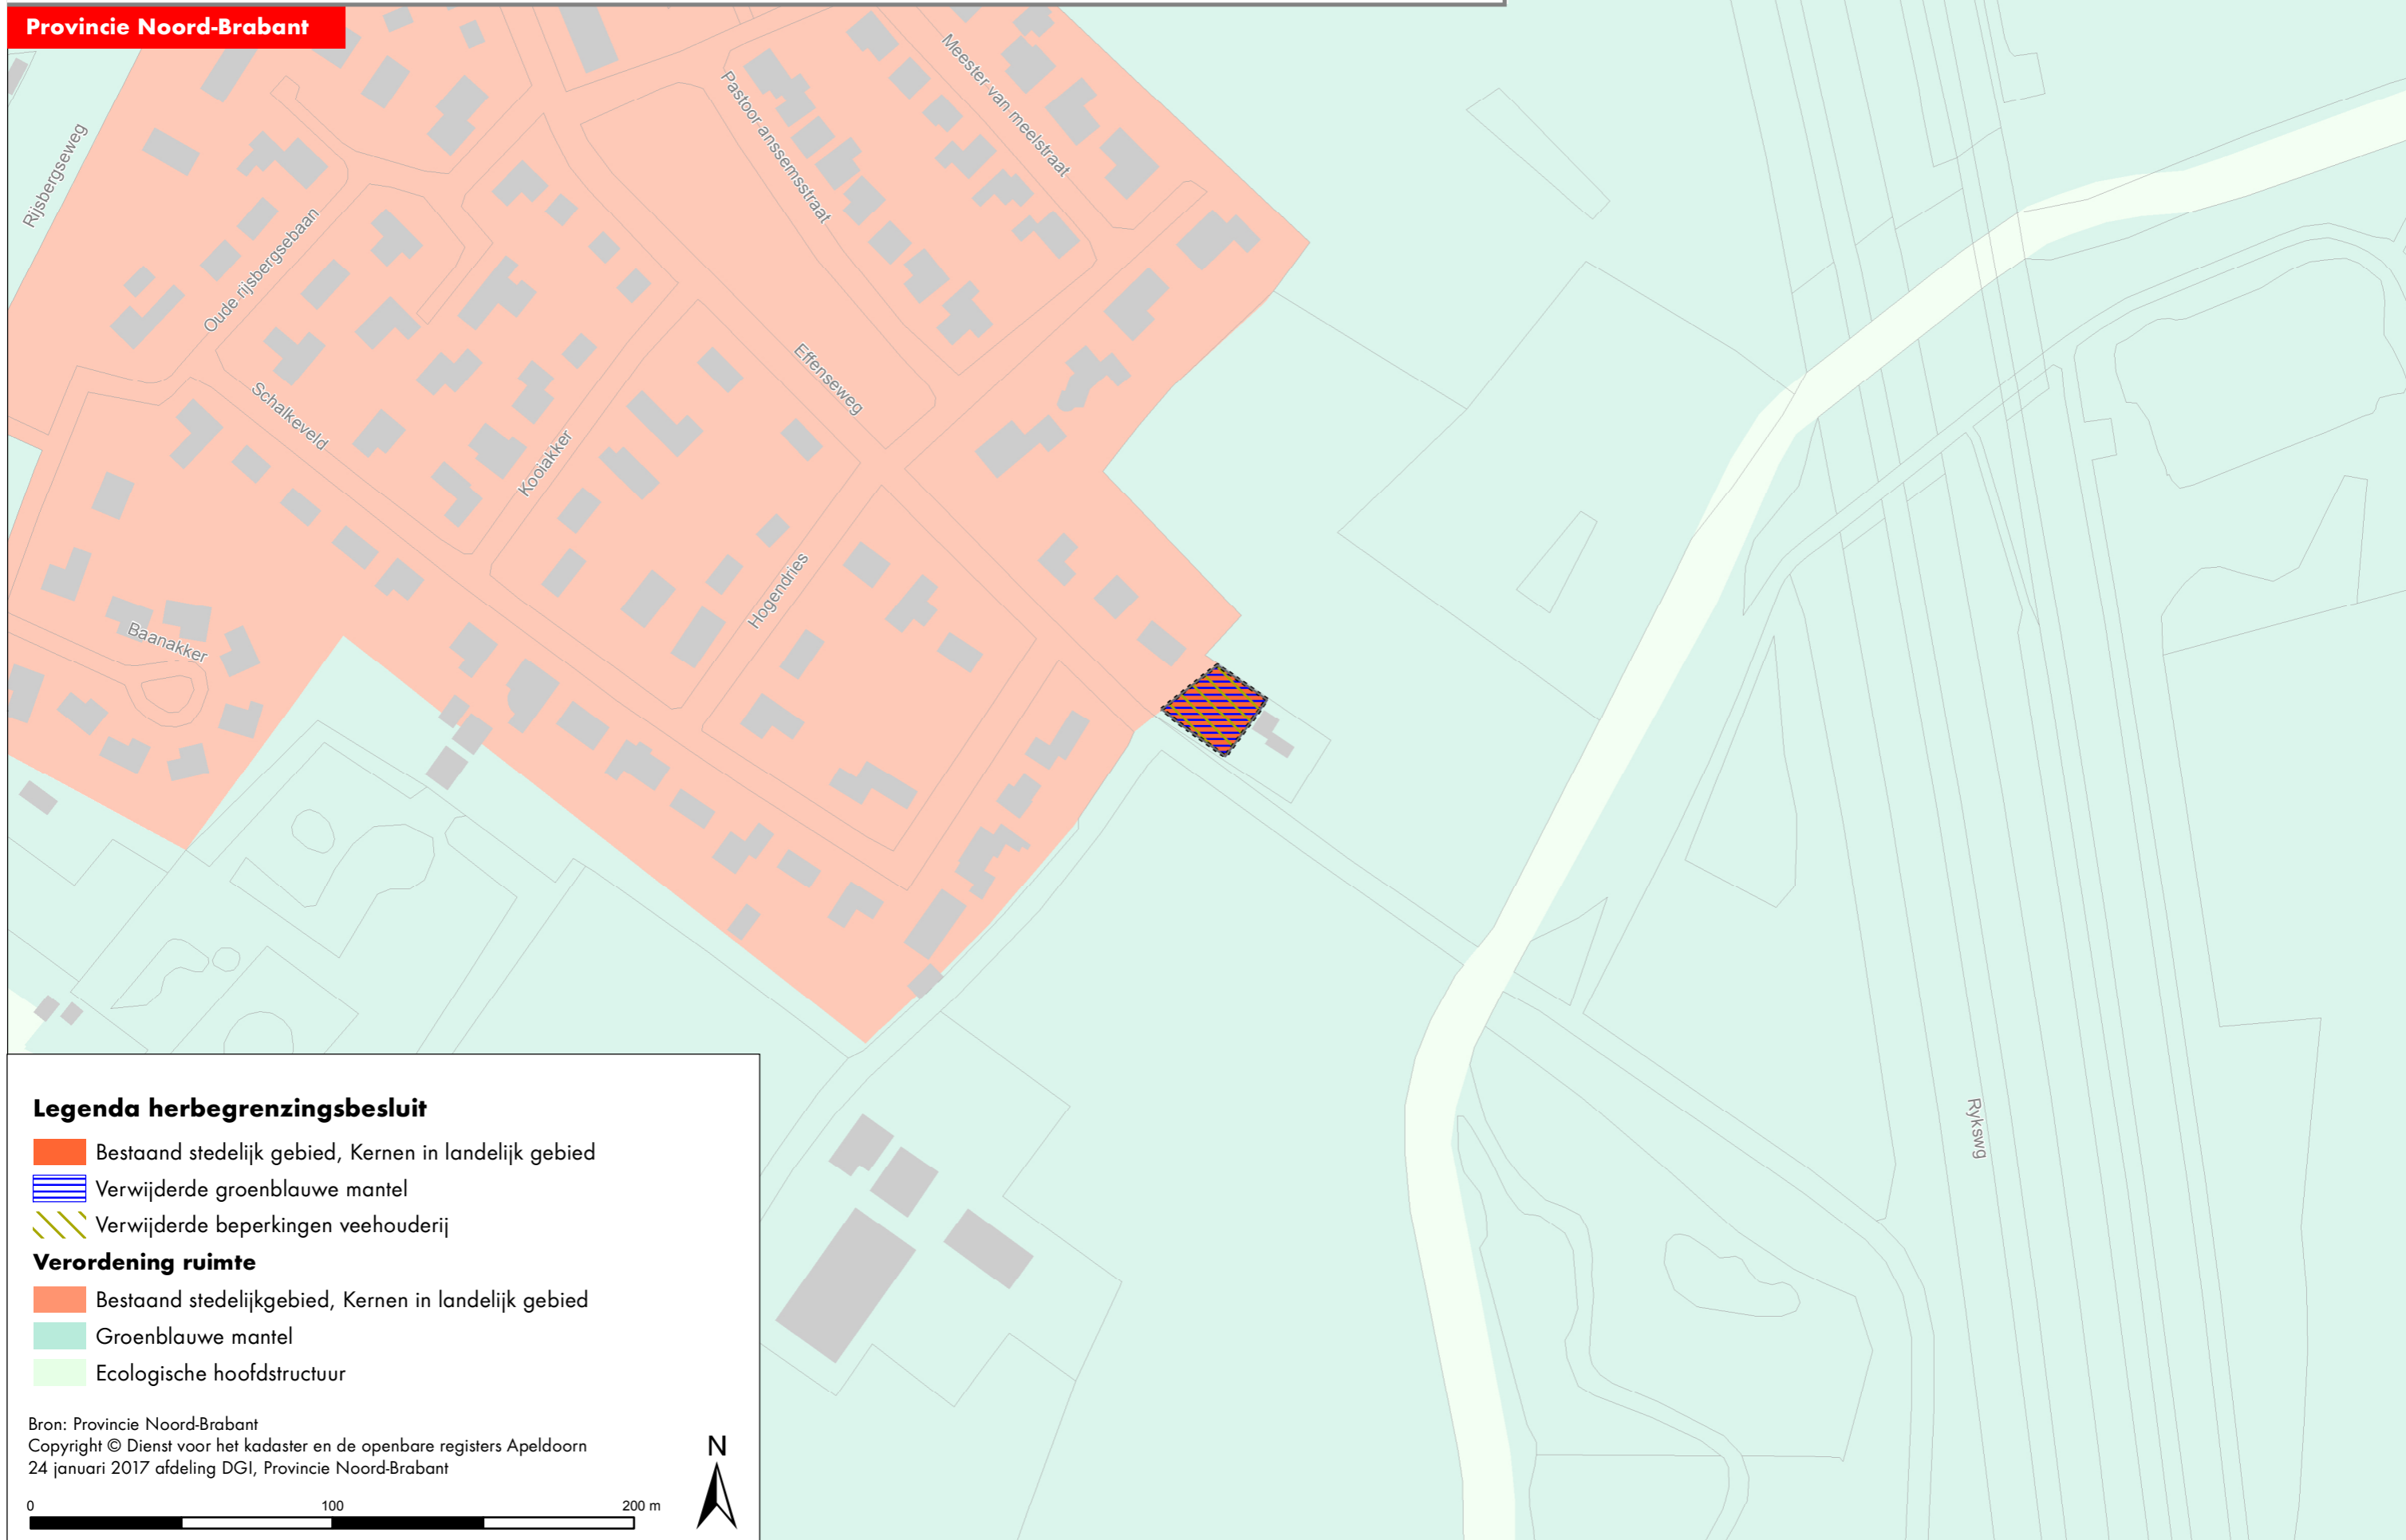 Provincie Noord-Brabant
Meester van meelstraat
Pastoor anssemsstraat
Rijsbergseweg
Oude rijsbergsebaan
Effenseweg
Schalkeveld
Kooiakker
Hogendries
Baanakker
Rykswg
Legenda herbegrenzingsbesluit
Bestaand stedelijk gebied, Kernen in landelijk gebied
Verwijderde groenblauwe mantel
Verwijderde beperkingen veehouderij
Verordening ruimte
Bestaand stedelijkgebied, Kernen in landelijk gebied
Groenblauwe mantel
Ecologische hoofdstructuur
Bron: Provincie Noord-Brabant
Copyright © Dienst voor het kadaster en de openbare registers Apeldoorn
24 januari 2017 afdeling DGI, Provincie Noord-Brabant
N
0 100 200 m